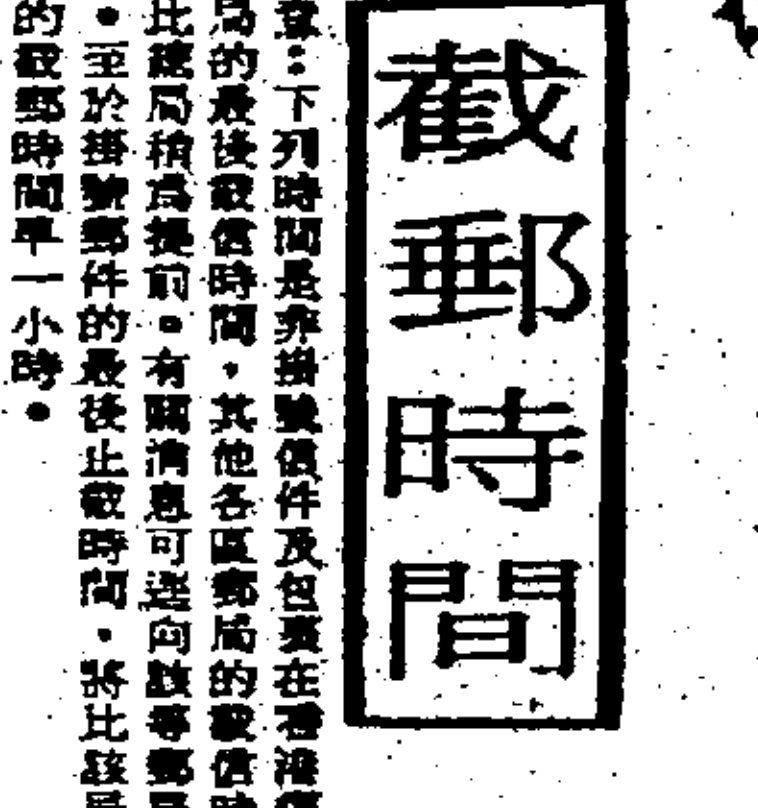 截郵時間
下列時間是非掛號信件及包裹在香港
局的最後截信時間,其他各區郵局的截信時
比總局稍為提前。有關消息可逕向該等郵局
。至於掛號郵件的最後止截時間,將比該
的截郵時間早一小時。